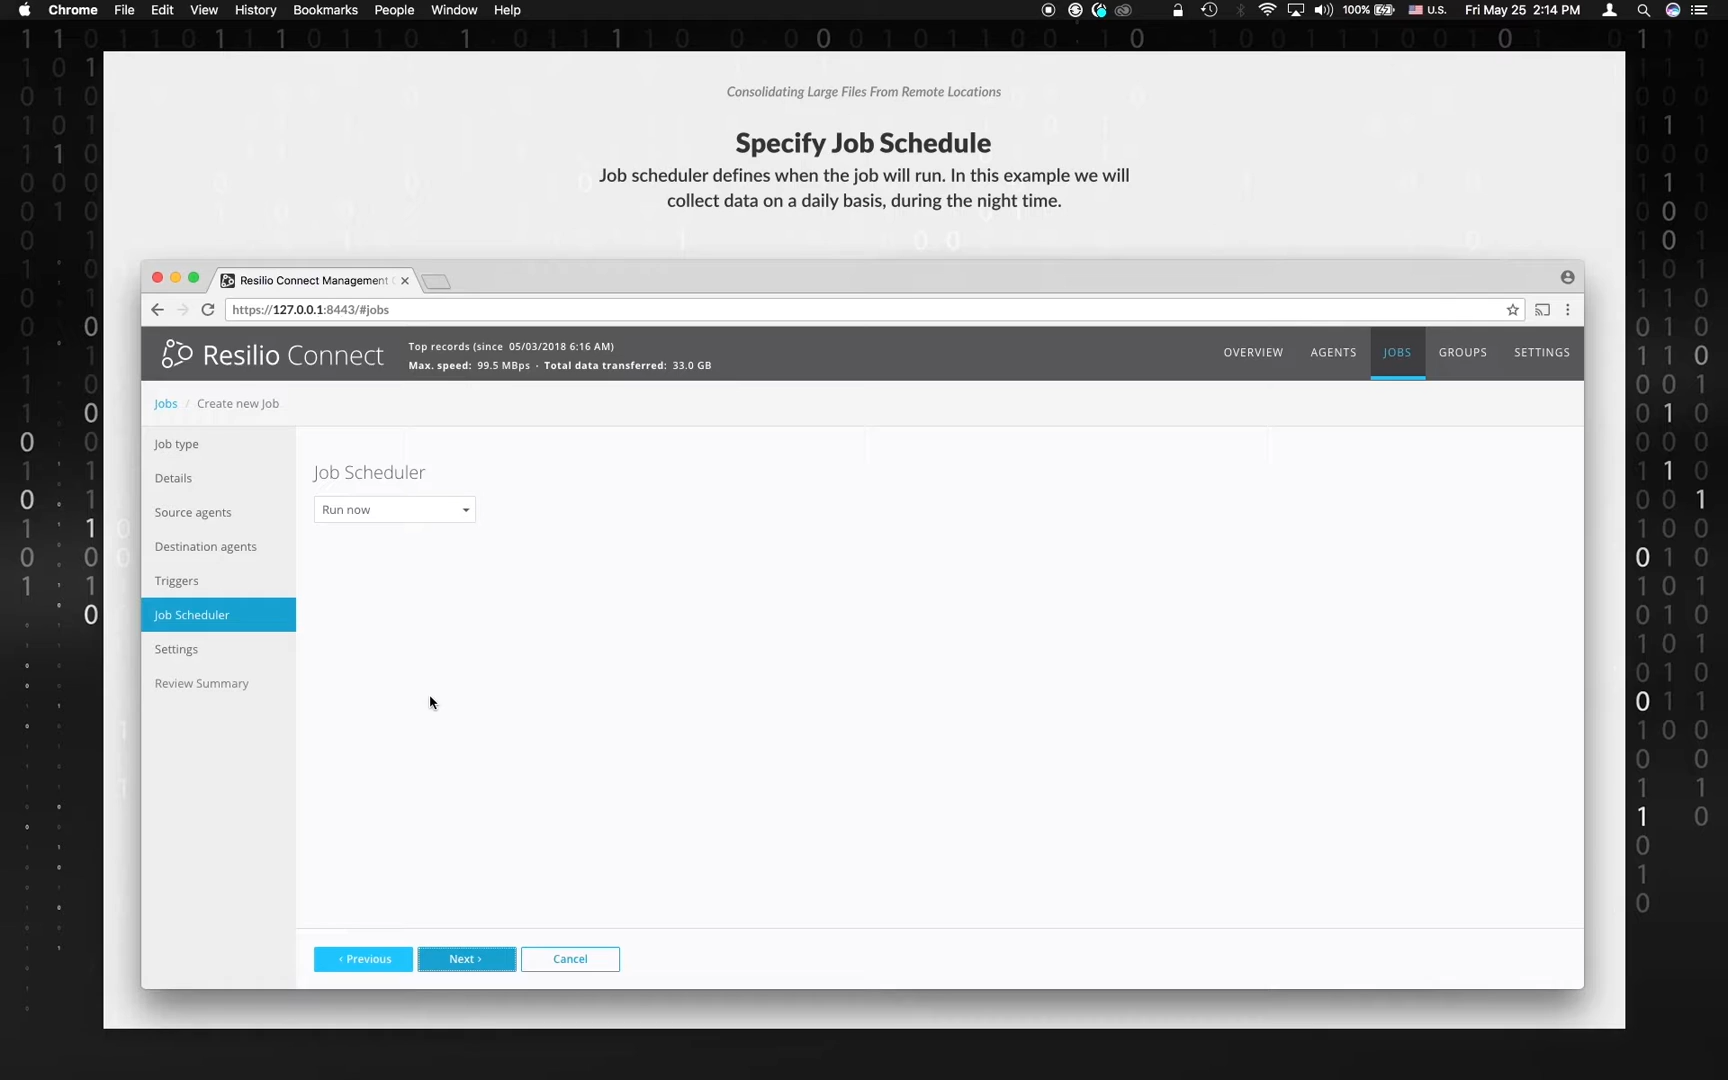 Chrome File Edit View History Bookmarks People Window Help 100% U.S. Fri May 25 2:14 PM
Consolidating Large Files From Remote Locations
Specify Job Schedule
Job scheduler defines when the job will run. In this example we will
collect data on a daily basis, during the night time.
Resilio Connect Management
https://127.0.0.1:8443/#jobs
Resilio Connect
Top records (since 05/03/2018 6:16 AM)
Max. speed: 99.5 MBps · Total data transferred: 33.0 GB
OVERVIEW AGENTS JOBS GROUPS SETTINGS
Jobs / Create new Job
Job type
Details
Source agents
Destination agents
Triggers
Job Scheduler
Settings
Review Summary
Job Scheduler
Run now
‹ Previous Next › Cancel